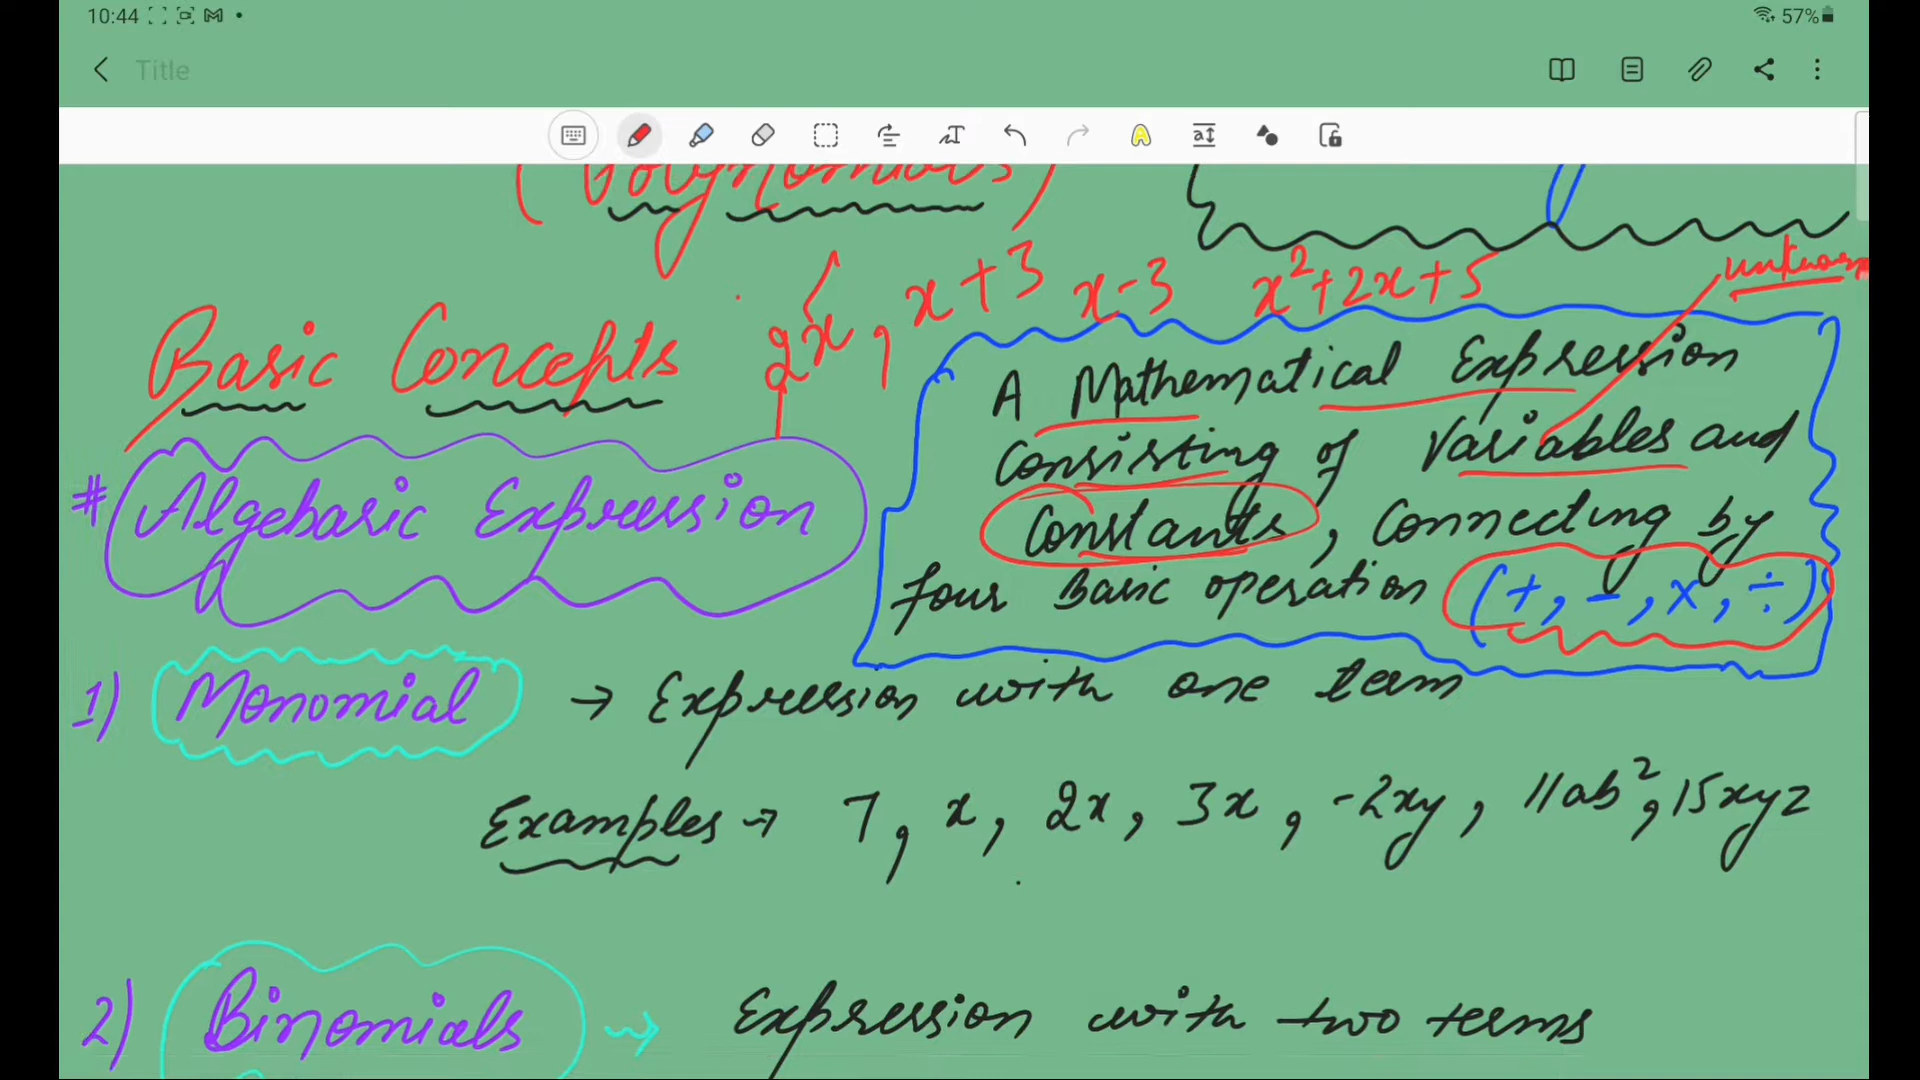 10:44
57%
Title
(Polynomials)
2x, x+3 x-3 x²+2x+5 unknown
Basic Concepts
A Mathematical Expression
Consisting of Variables and
Constants, Connecting by
four Basic operation (+, -, x, ÷)
# Algebaric Expression
1) Monomial → Expression with one term
Examples → 7, x, 2x, 3x, -2xy, 11ab², 15xyz
2) Binomials → Expression with two terms